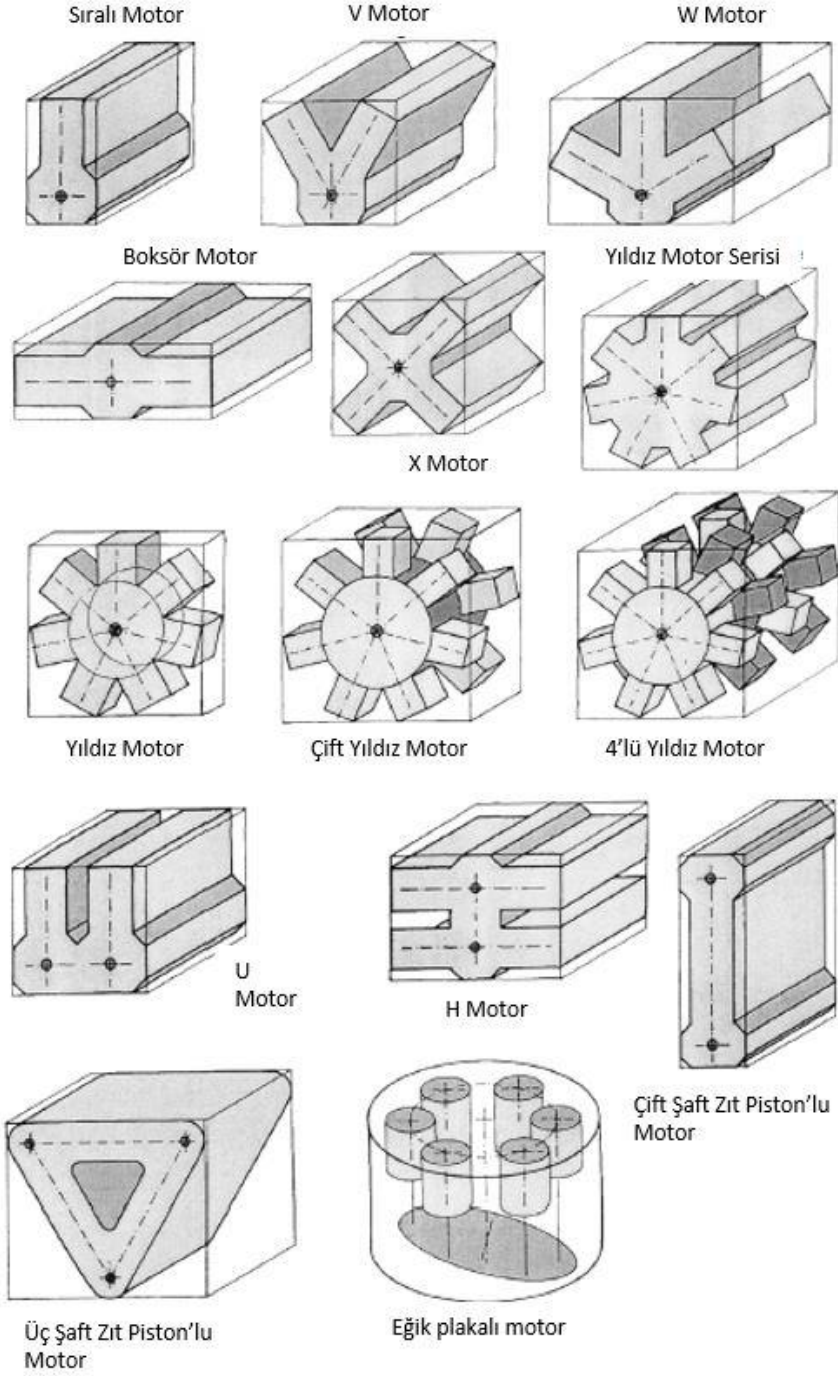 Sıralı Motor
V Motor
W Motor
Boksör Motor
Yıldız Motor Serisi
X Motor
Yıldız Motor
Çift Yıldız Motor
4'lü Yıldız Motor
U
Motor
H Motor
Çift Şaft Zıt Piston'lu
Motor
Üç Şaft Zıt Piston'lu
Motor
Eğik plakalı motor